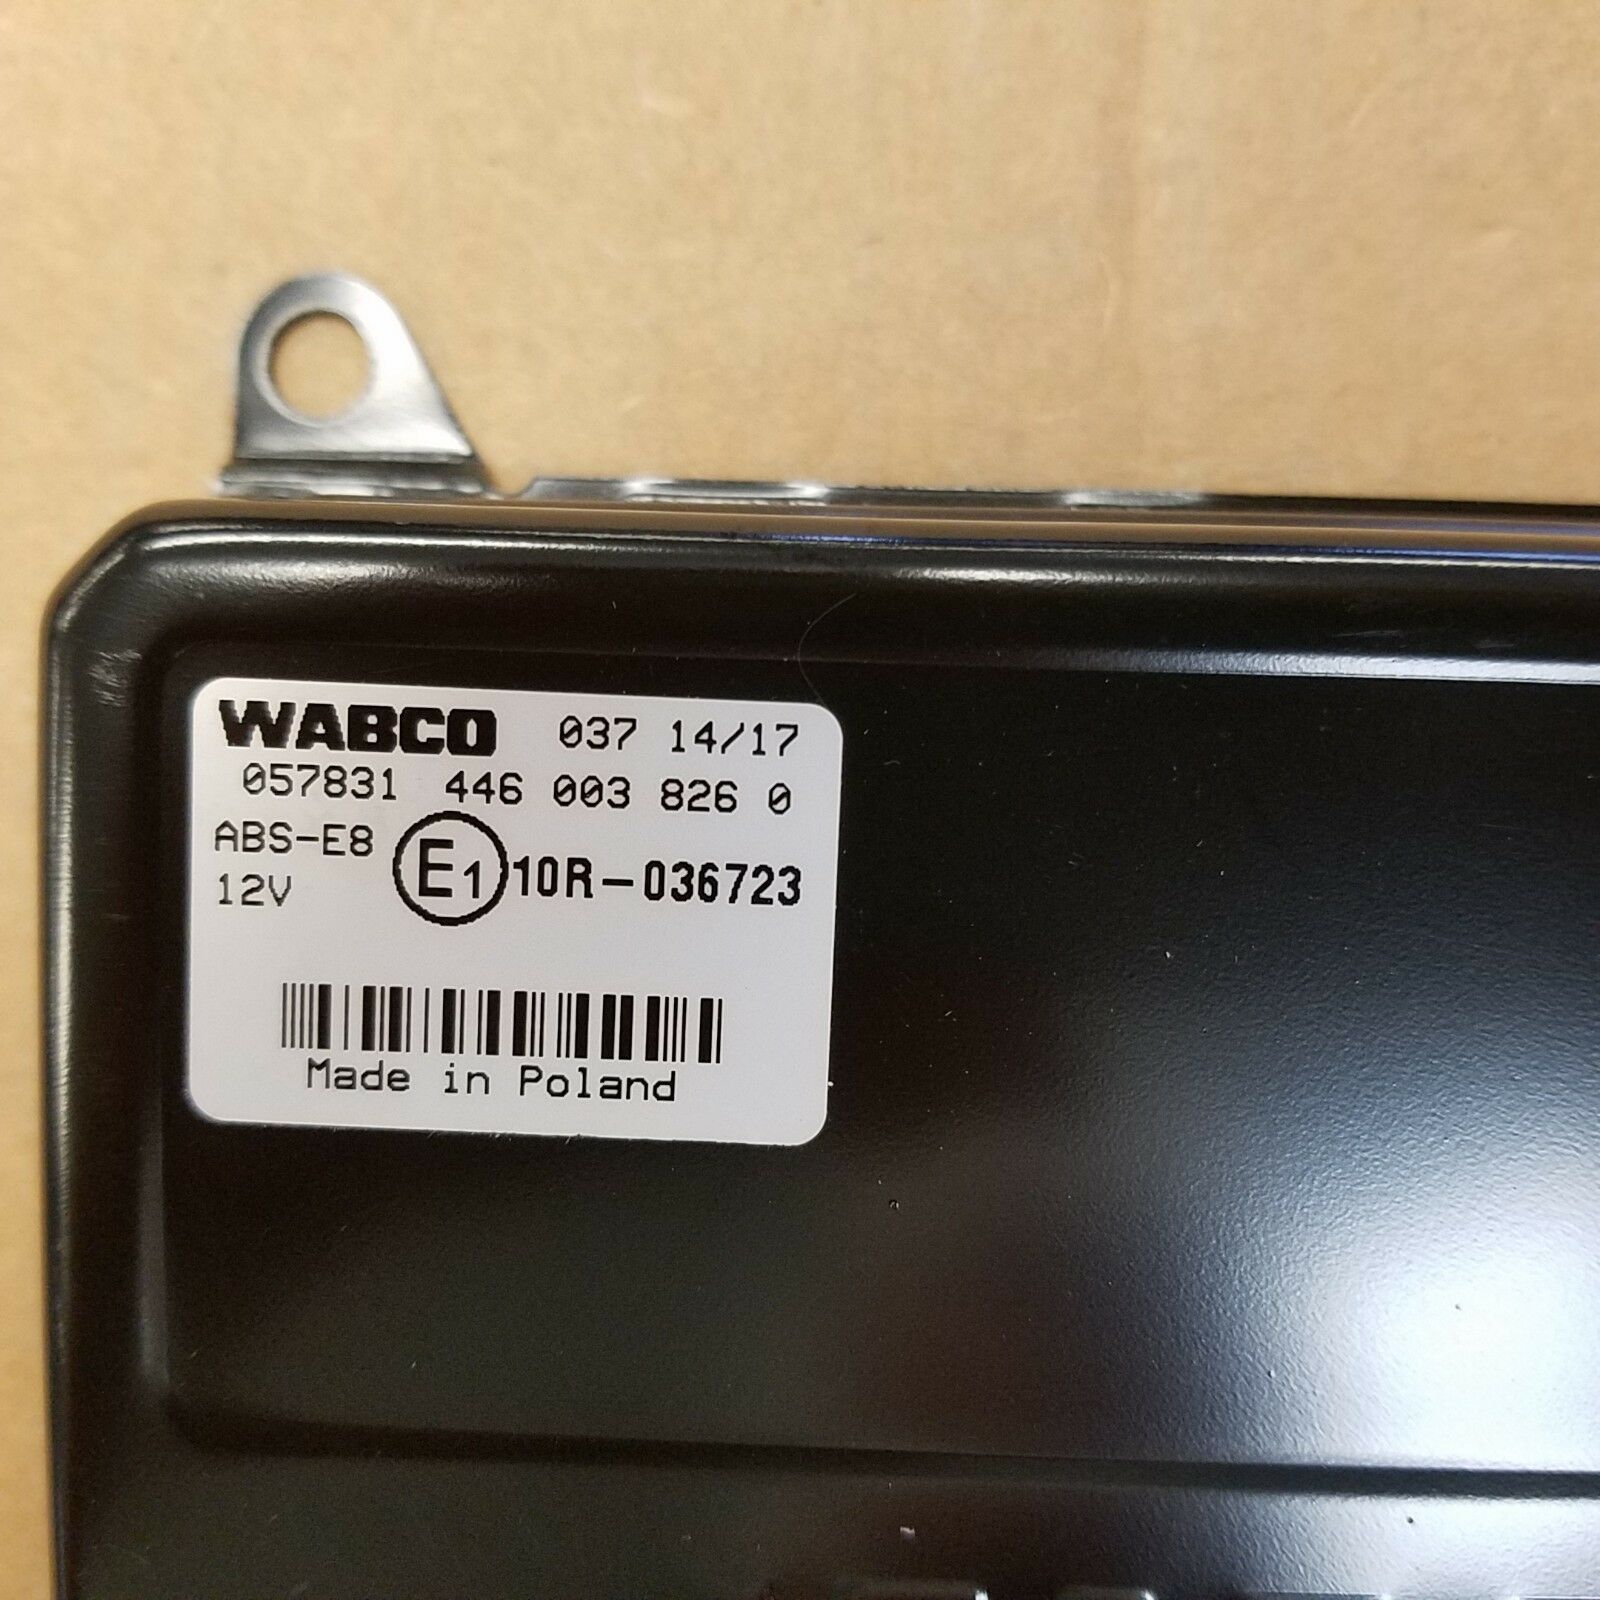 WABCO 037 14/17
057831 446 003 826 0
ABS-E8
12V
E1 10R-036723
Made in Poland